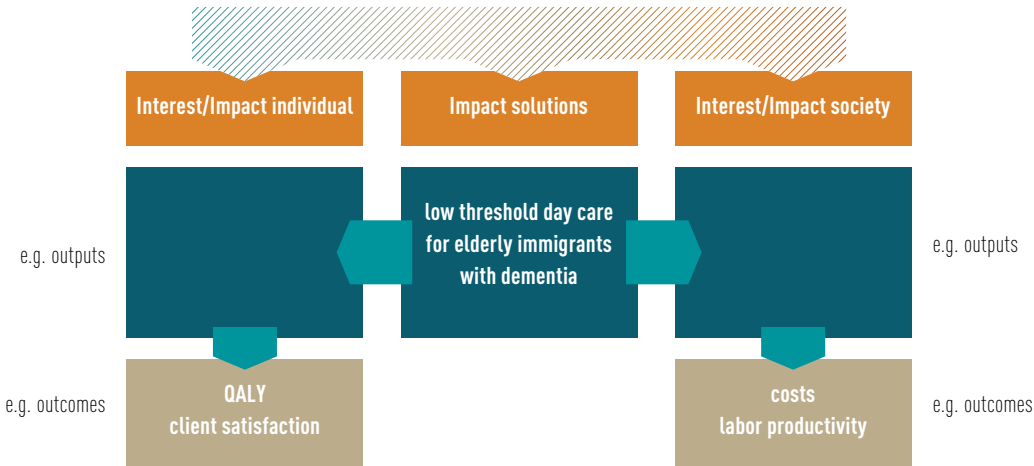 Interest/Impact individual
Impact solutions
Interest/Impact society
low threshold day care
for elderly immigrants
with dementia
e.g. outputs
e.g. outputs
e.g. outcomes
QALY
client satisfaction
costs
labor productivity
e.g. outcomes